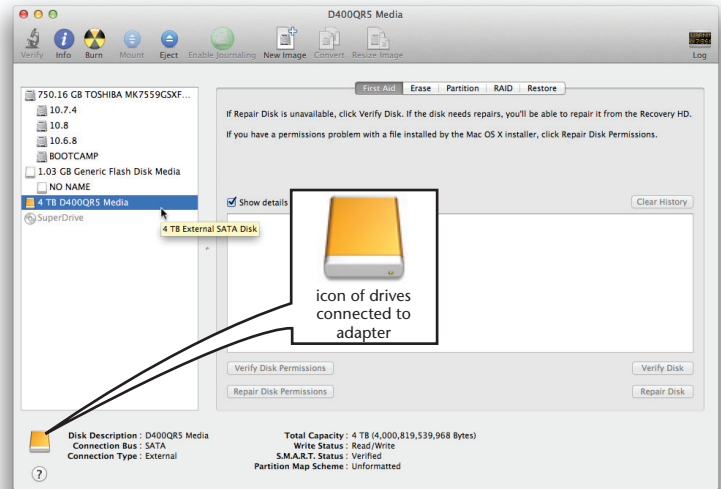 D400QR5 Media
Verify Info Burn Mount Eject Enable Journaling New Image Convert Resize Image Log
First Aid Erase Partition RAID Restore
750.16 GB TOSHIBA MK7559GSXF...
10.7.4
10.8
10.6.8
BOOTCAMP
1.03 GB Generic Flash Disk Media
NO NAME
4 TB D400QR5 Media
SuperDrive
4 TB External SATA Disk
If Repair Disk is unavailable, click Verify Disk. If the disk needs repairs, you'll be able to repair it from the Recovery HD.
If you have a permissions problem with a file installed by the Mac OS X installer, click Repair Disk Permissions.
Show details
Clear History
icon of drives
connected to
adapter
Verify Disk Permissions
Verify Disk
Repair Disk Permissions
Repair Disk
Disk Description : D400QR5 Media
Connection Bus : SATA
Connection Type : External
Total Capacity : 4 TB (4,000,819,539,968 Bytes)
Write Status : Read/Write
S.M.A.R.T. Status : Verified
Partition Map Scheme : Unformatted
?